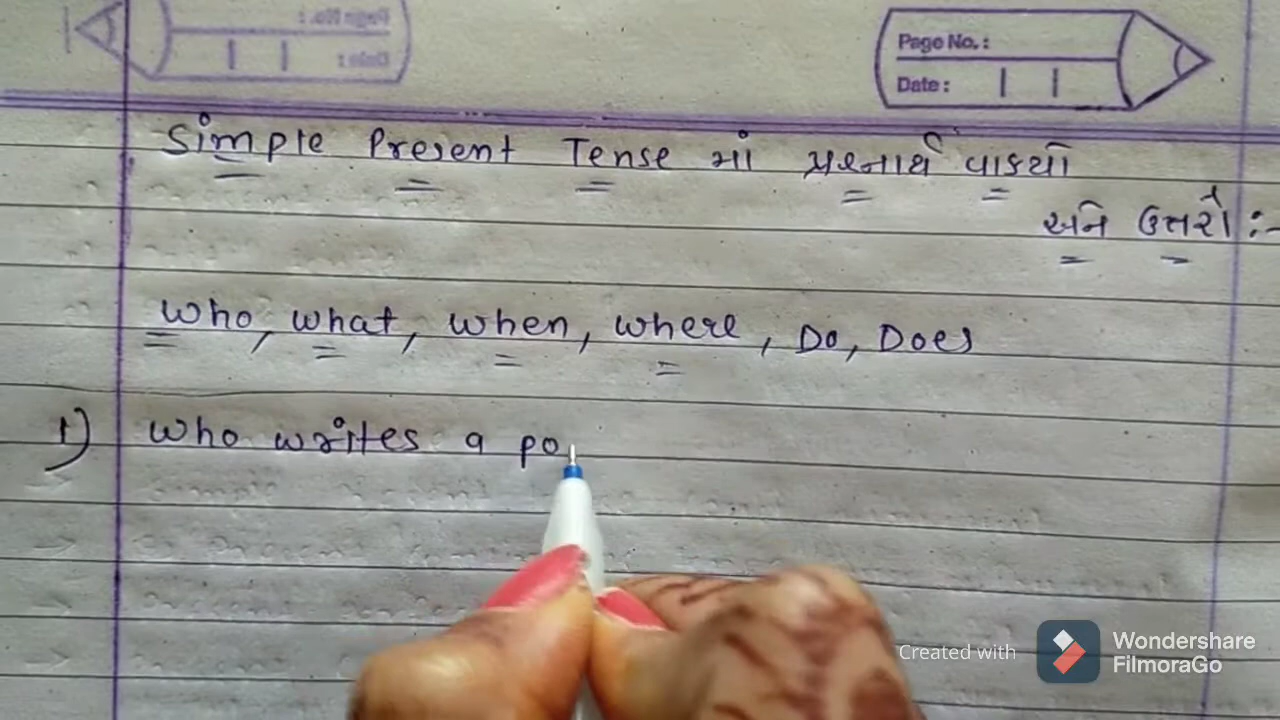 Page No. :
Date :
Simple Present Tense માં પ્રશ્નાર્થ વાક્યો
અને ઉત્તરો :-
Who, what, when, where, Do, Does
1) Who writes a po
Created with
Wondershare
FilmoraGo